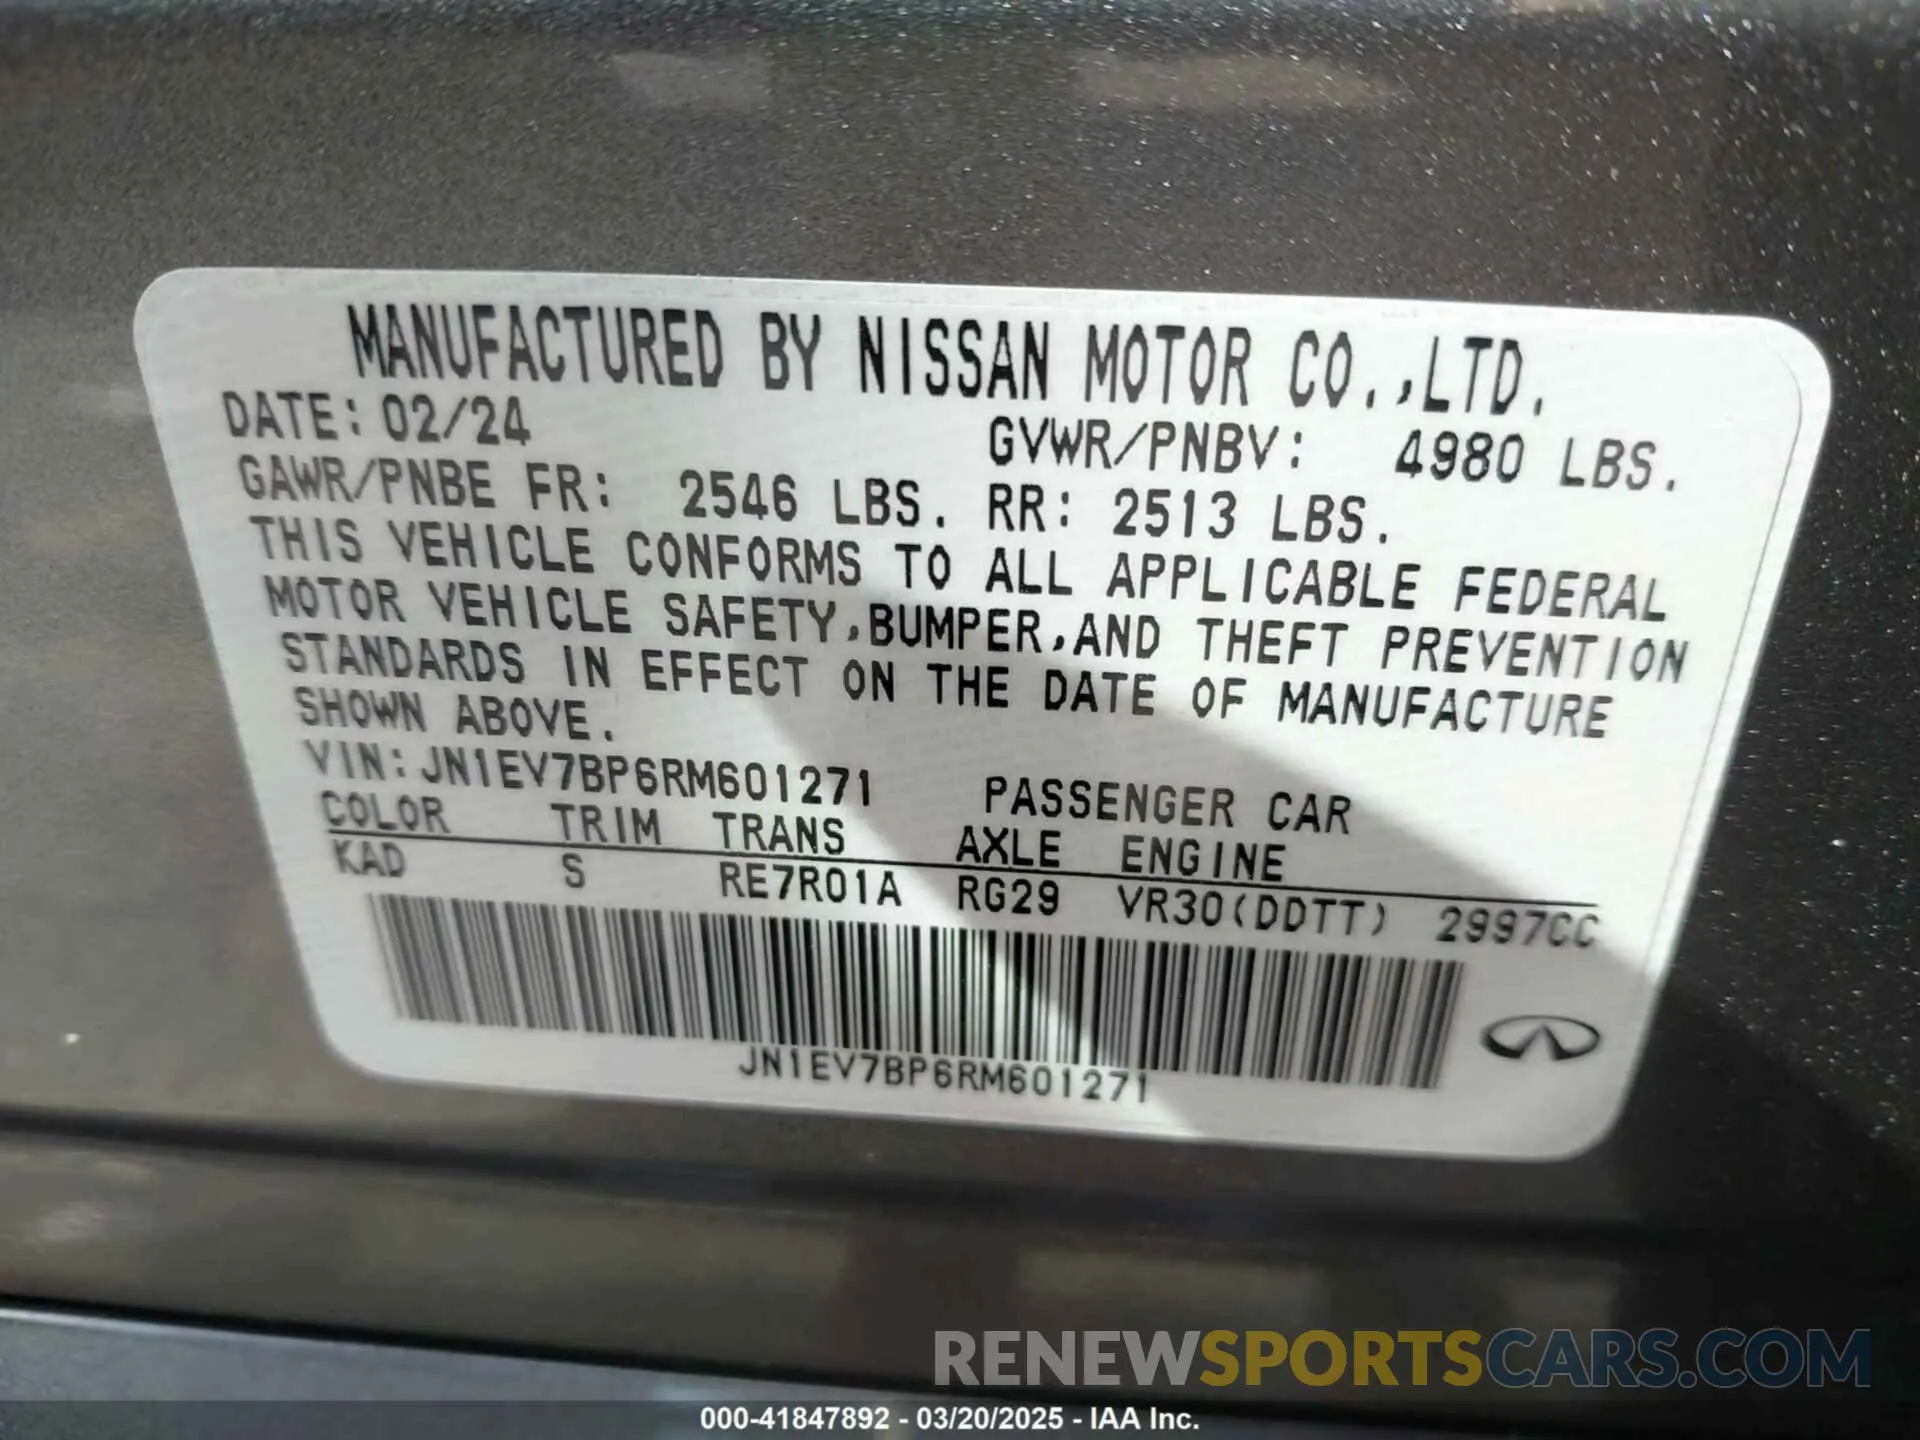 MANUFACTURED BY NISSAN MOTOR CO.,LTD.
DATE: 02/24 GVWR/PNBV: 4980 LBS.
GAWR/PNBE FR: 2546 LBS. RR: 2513 LBS.
THIS VEHICLE CONFORMS TO ALL APPLICABLE FEDERAL
MOTOR VEHICLE SAFETY,BUMPER,AND THEFT PREVENTION
STANDARDS IN EFFECT ON THE DATE OF MANUFACTURE
SHOWN ABOVE.
VIN: JN1EV7BP6RM601271 PASSENGER CAR
COLOR TRIM TRANS AXLE ENGINE
KAD S RE7R01A RG29 VR30(DDTT) 2997CC
JN1EV7BP6RM601271
RENEWSPORTSCARS.COM
000-41847892 - 03/20/2025 - IAA Inc.